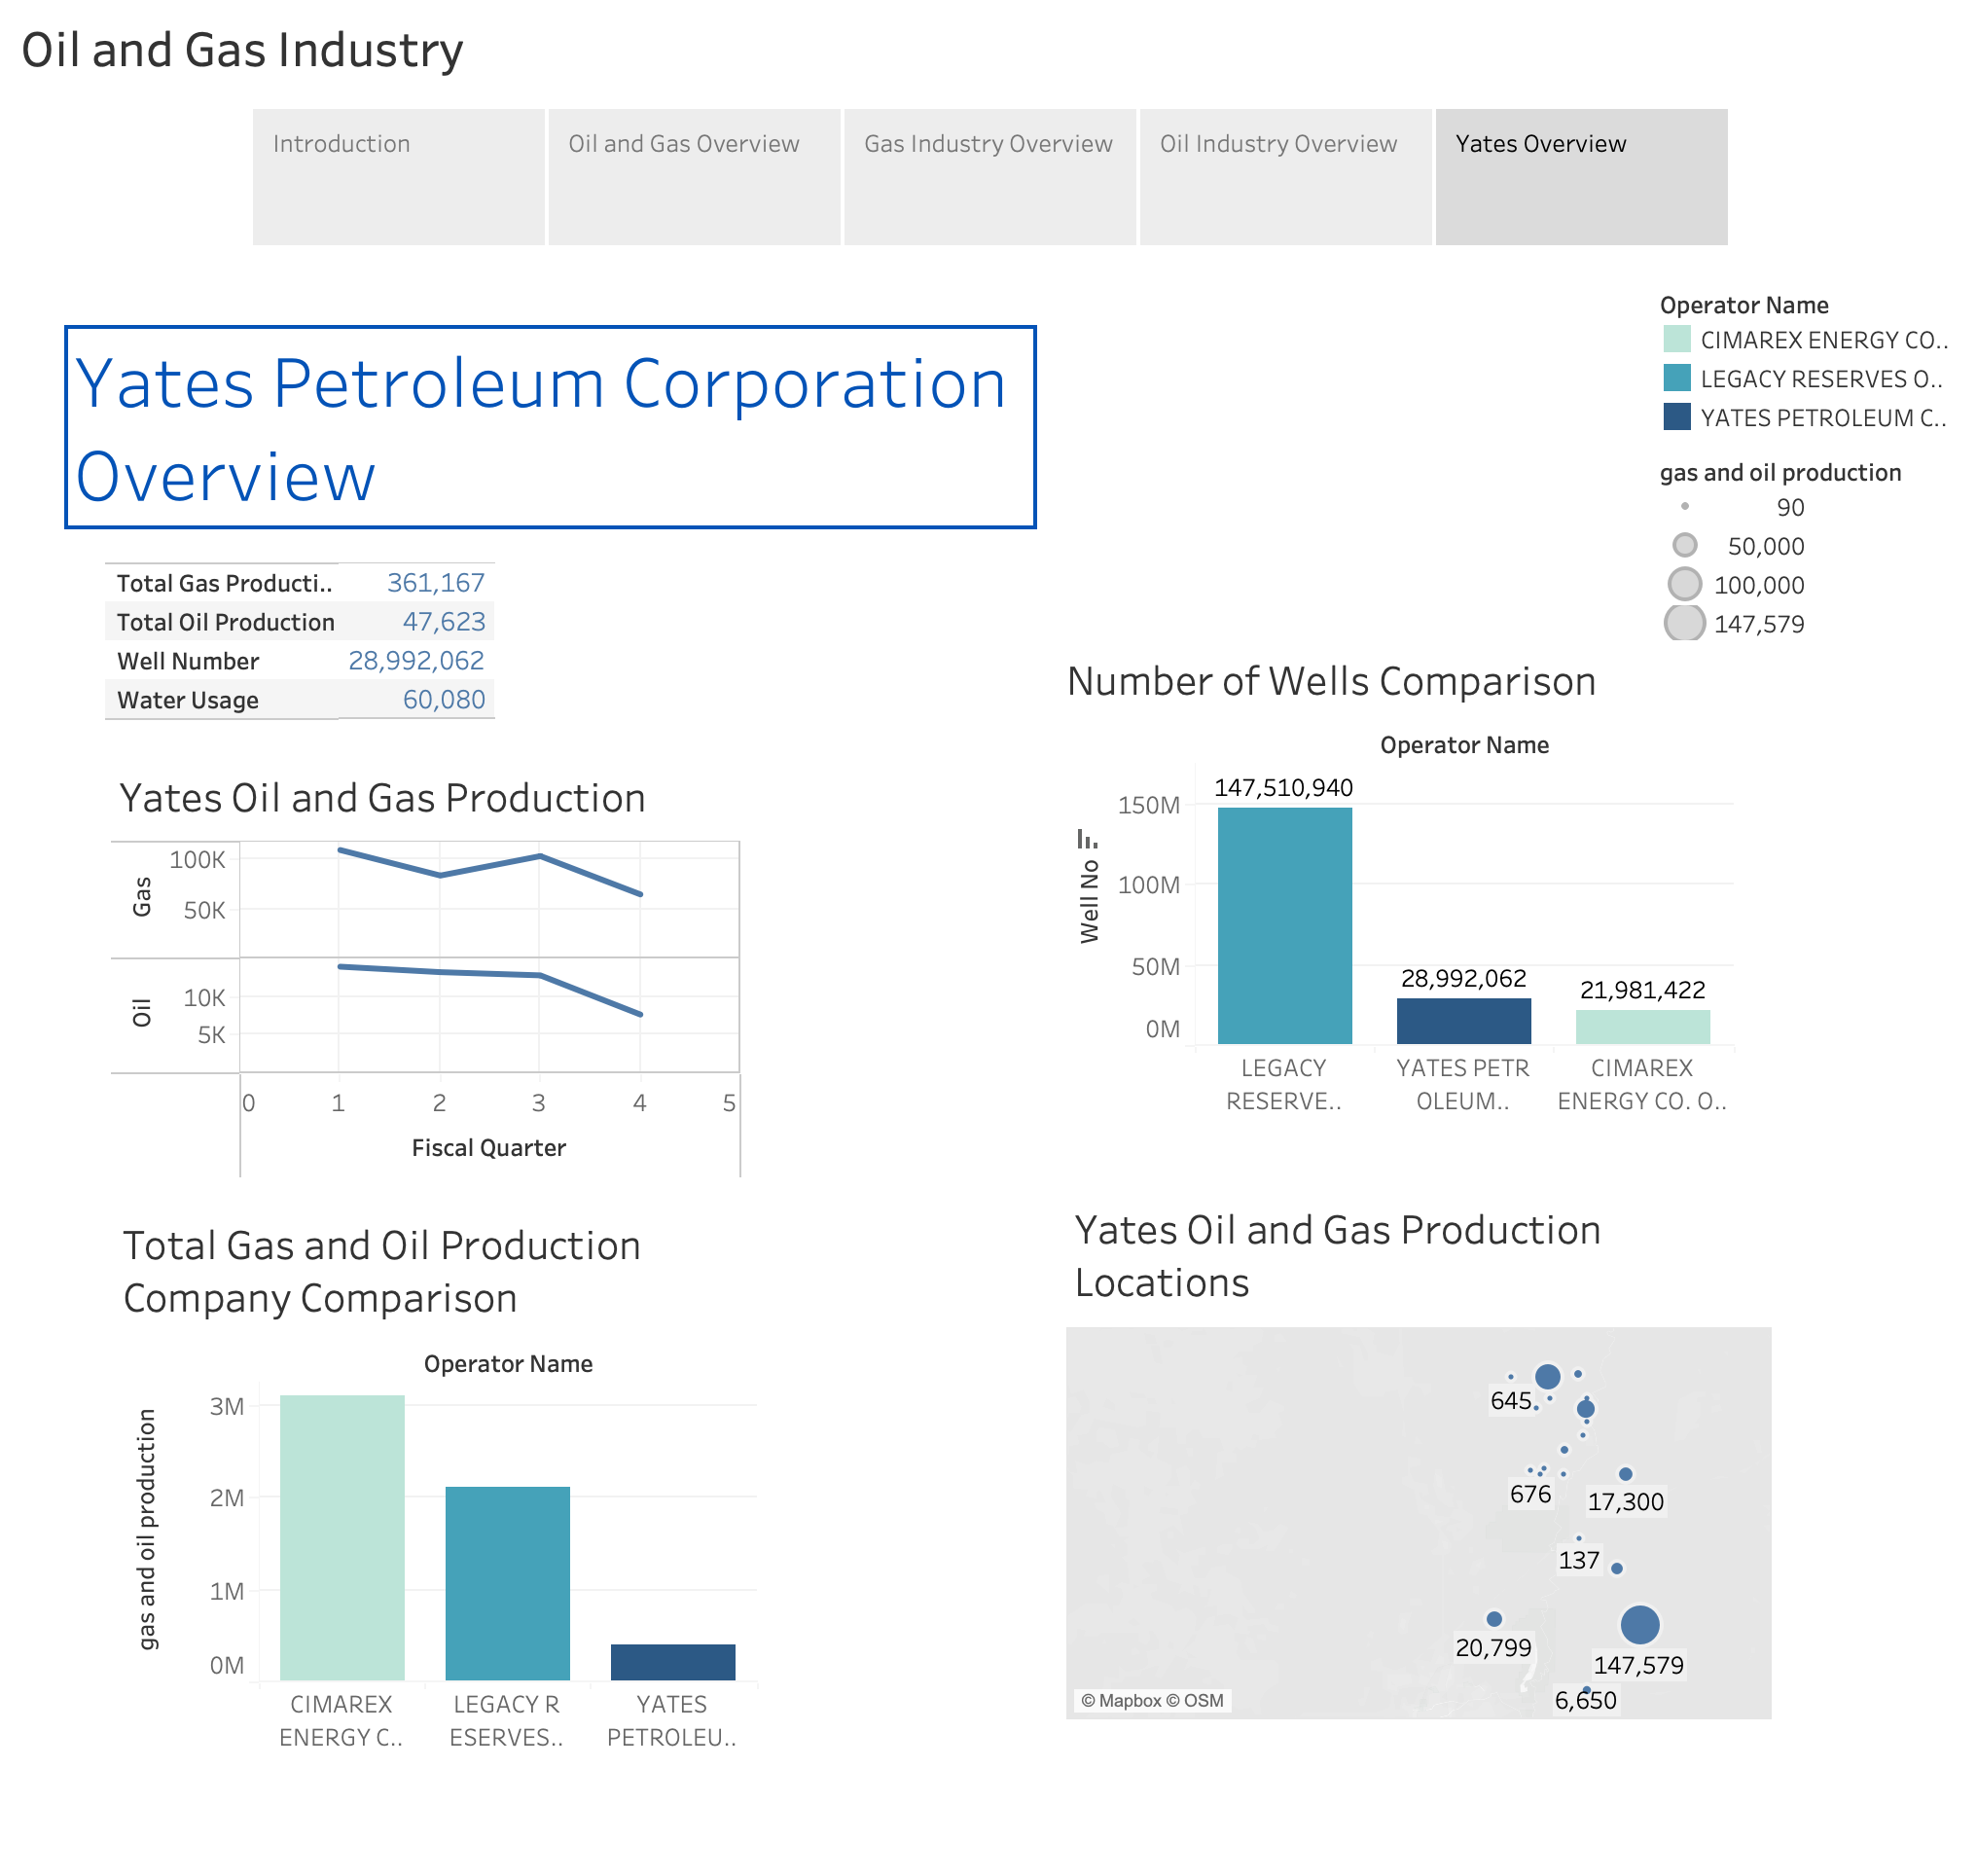 Oil and Gas Industry
Introduction
Oil and Gas Overview
Gas Industry Overview
Oil Industry Overview
Yates Overview
Operator Name
CIMAREX ENERGY CO..
LEGACY RESERVES O..
YATES PETROLEUM C..
gas and oil production
90
50,000
100,000
147,579
Yates Petroleum Corporation
Overview
Total Gas Producti.. 361,167
Total Oil Production 47,623
Well Number 28,992,062
Water Usage 60,080
Yates Oil and Gas Production
Gas
100K
50K
Oil
10K
5K
0 1 2 3 4 5
Fiscal Quarter
Number of Wells Comparison
Operator Name
Well No
150M
100M
50M
0M
147,510,940
28,992,062
21,981,422
LEGACY
RESERVE..
YATES PETR
OLEUM..
CIMAREX
ENERGY CO. O..
Total Gas and Oil Production
Company Comparison
Operator Name
gas and oil production
3M
2M
1M
0M
CIMAREX
ENERGY C..
LEGACY R
ESERVES..
YATES
PETROLEU..
Yates Oil and Gas Production
Locations
645
676
17,300
137
20,799
147,579
6,650
© Mapbox © OSM